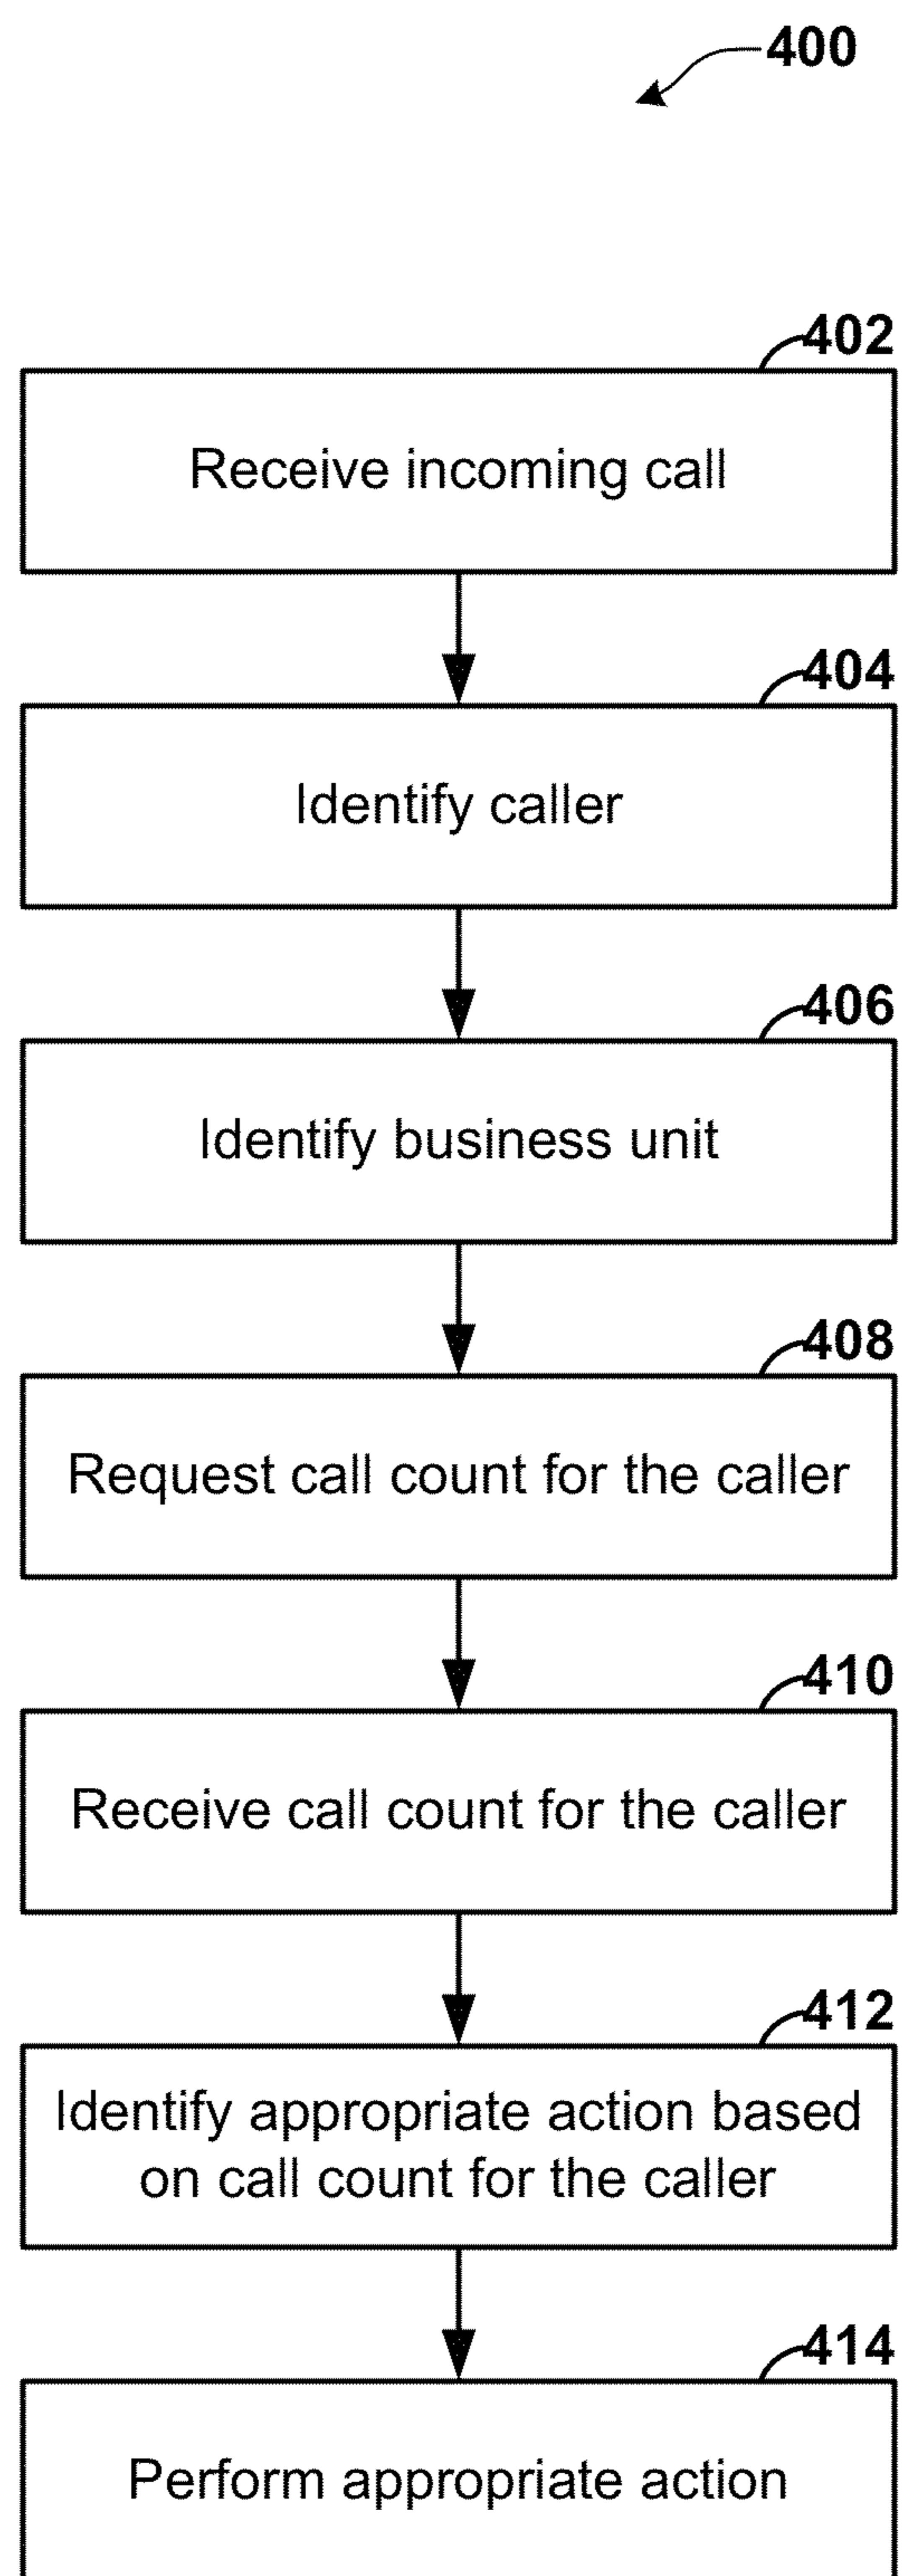 400
402
Receive incoming call
404
Identify caller
406
Identify business unit
408
Request call count for the caller
410
Receive call count for the caller
412
Identify appropriate action based
on call count for the caller
414
Perform appropriate action